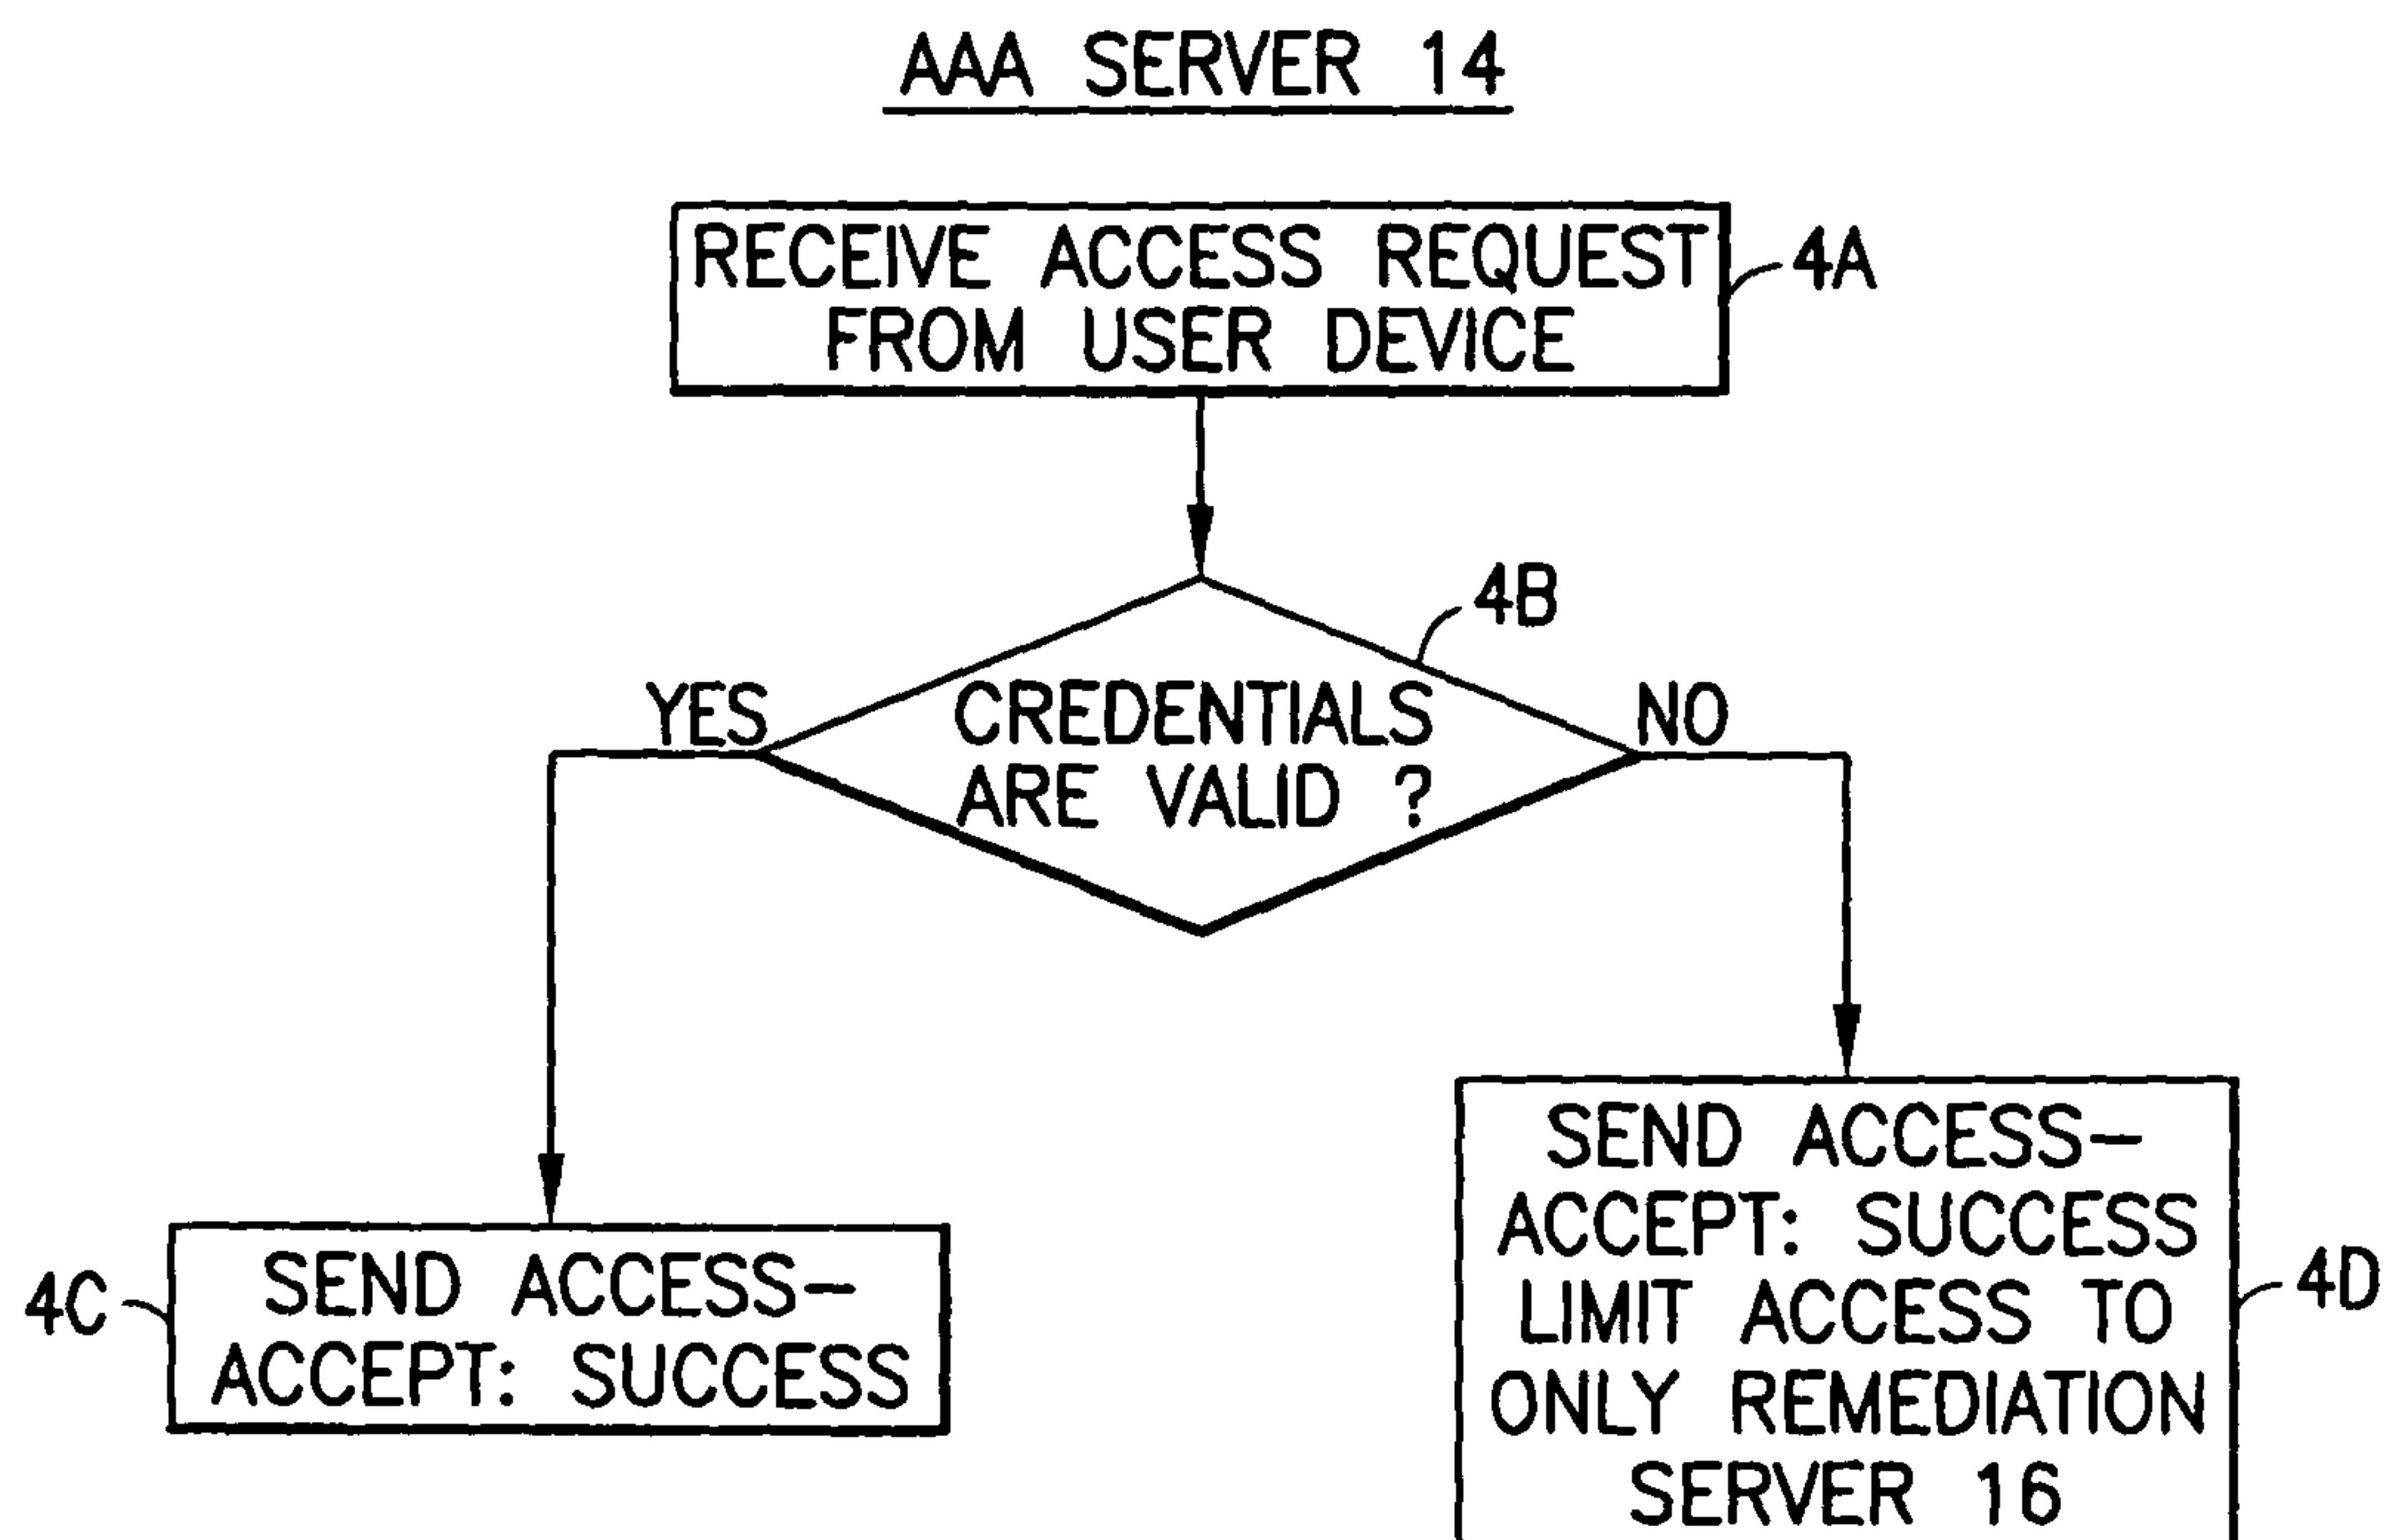 AAA SERVER 14
RECEIVE ACCESS REQUEST
FROM USER DEVICE
4A
4B
YES
CREDENTIALS
ARE VALID ?
NO
4C
SEND ACCESS–
ACCEPT: SUCCESS
SEND ACCESS–
ACCEPT: SUCCESS
LIMIT ACCESS TO
ONLY REMEDIATION
SERVER 16
4D